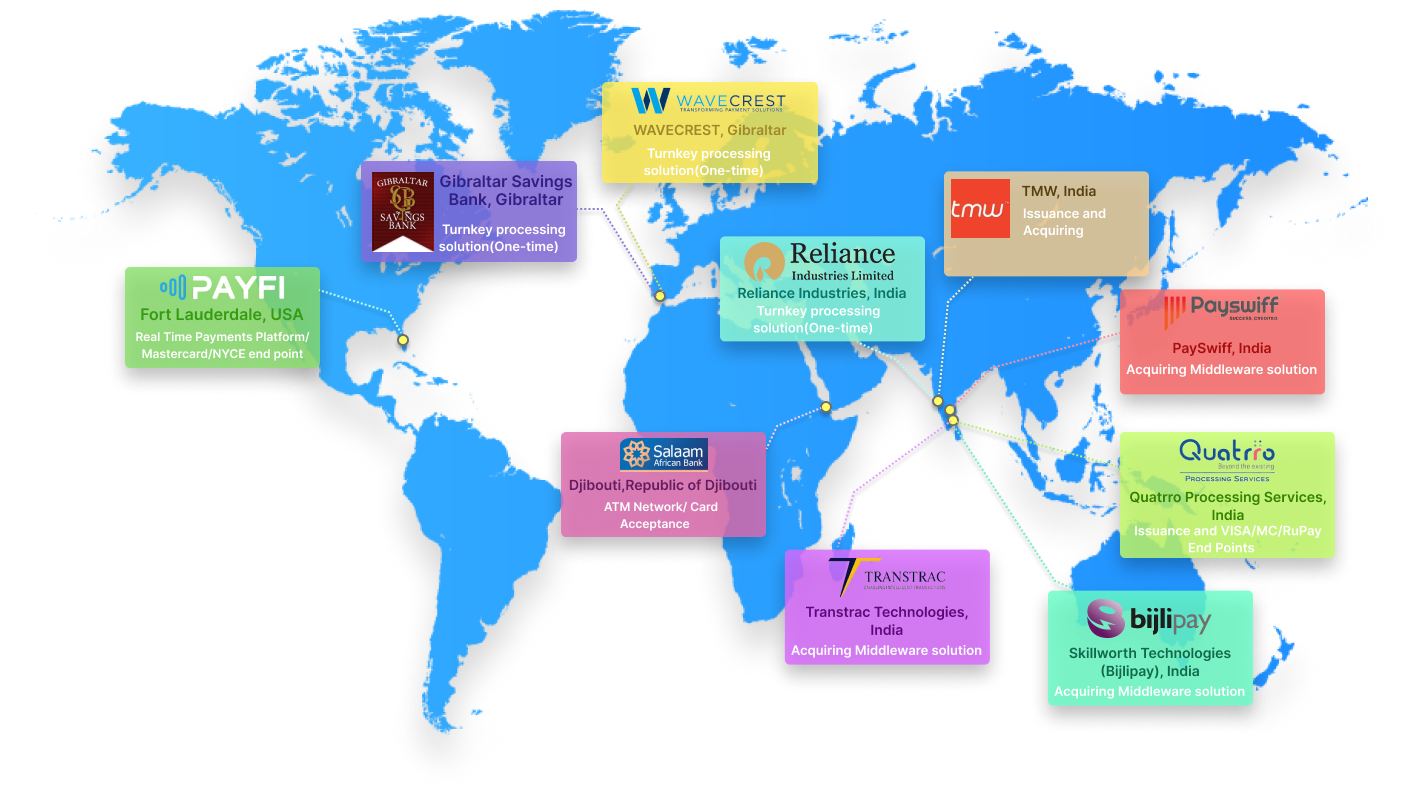 WAVECREST
TRANSFORMING PAYMENT SOLUTIONS
WAVECREST, Gibraltar
Turnkey processing
solution(One-time)
GIBRALTAR
SAVINGS
BANK
Gibraltar Savings
Bank, Gibraltar
Turnkey processing
solution(One-time)
tmw
TMW, India
Issuance and
Acquiring
Reliance
Industries Limited
Reliance Industries, India
Turnkey processing
solution(One-time)
PAYFI
Fort Lauderdale, USA
Real Time Payments Platform/
Mastercard/NYCE end point
Payswiff
SUCCESS. CREDITED.
PaySwiff, India
Acquiring Middleware solution
Salaam
African Bank
Djibouti,Republic of Djibouti
ATM Network/ Card
Acceptance
Quatrro
Beyond the existing
PROCESSING SERVICES
Quatrro Processing Services,
India
Issuance and VISA/MC/RuPay
End Points
TRANSTRAC
Transtrac Technologies,
India
Acquiring Middleware solution
bijlipay
Skillworth Technologies
(Bijlipay), India
Acquiring Middleware solution